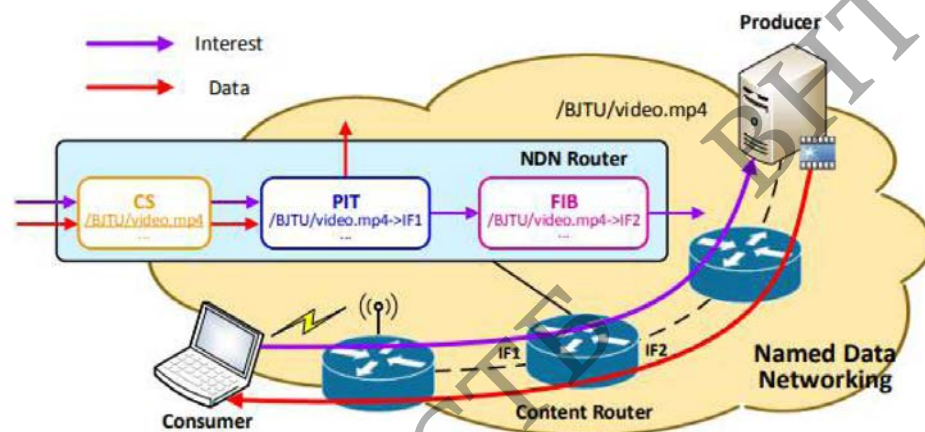 Producer
Interest
Data
/BJTU/video.mp4
NDN Router
CS
/BJTU/video.mp4
...
PIT
/BJTU/video.mp4->IF1
...
FIB
/BJTU/video.mp4->IF2
...
IF1
IF2
Named Data
Networking
Content Router
Consumer